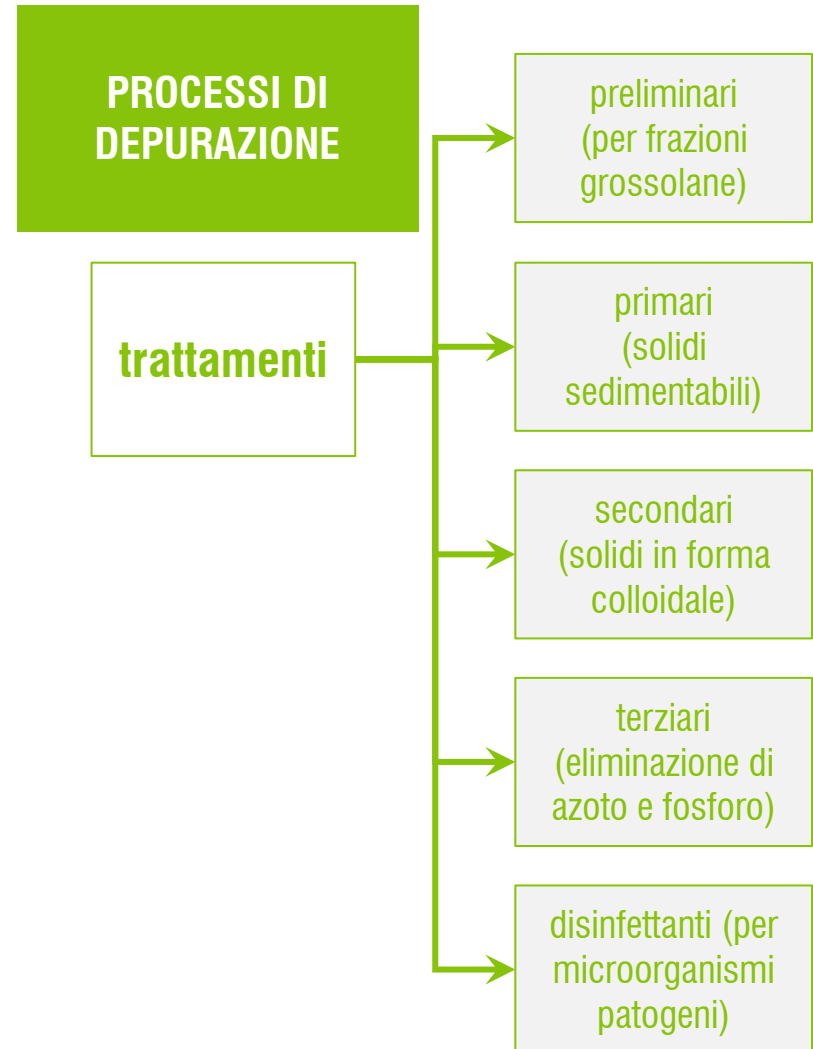 PROCESSI DI
DEPURAZIONE
trattamenti
preliminari
(per frazioni
grossolane)
primari
(solidi
sedimentabili)
secondari
(solidi in forma
colloidale)
terziari
(eliminazione di
azoto e fosforo)
disinfettanti (per
microorganismi
patogeni)